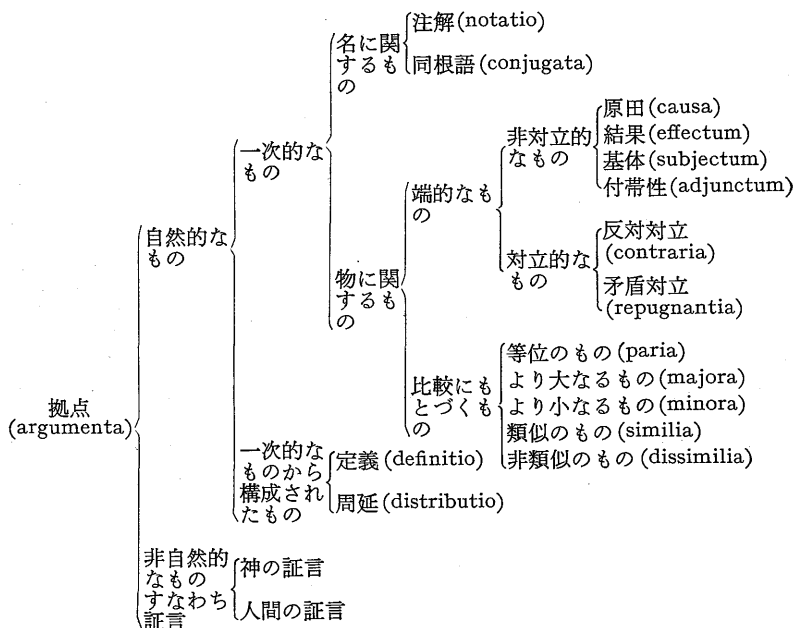 拠点
(argumenta)
自然的な
もの
一次的な
もの
名に関
するも
の
注解(notatio)
同根語(conjugata)
物に関
するも
の
端的なも
の
非対立的
なもの
原田(causa)
結果(effectum)
基体(subjectum)
付帯性(adjunctum)
対立的な
もの
反対対立
(contraria)
矛盾対立
(repugnantia)
比較にも
とづくも
の
等位のもの(paria)
より大なるもの(majora)
より小なるもの(minora)
類似のもの(similia)
非類似のもの(dissimilia)
一次的な
ものから
構成され
たもの
定義(definitio)
周延(distributio)
非自然的
なもの
すなわち
証言
神の証言
人間の証言